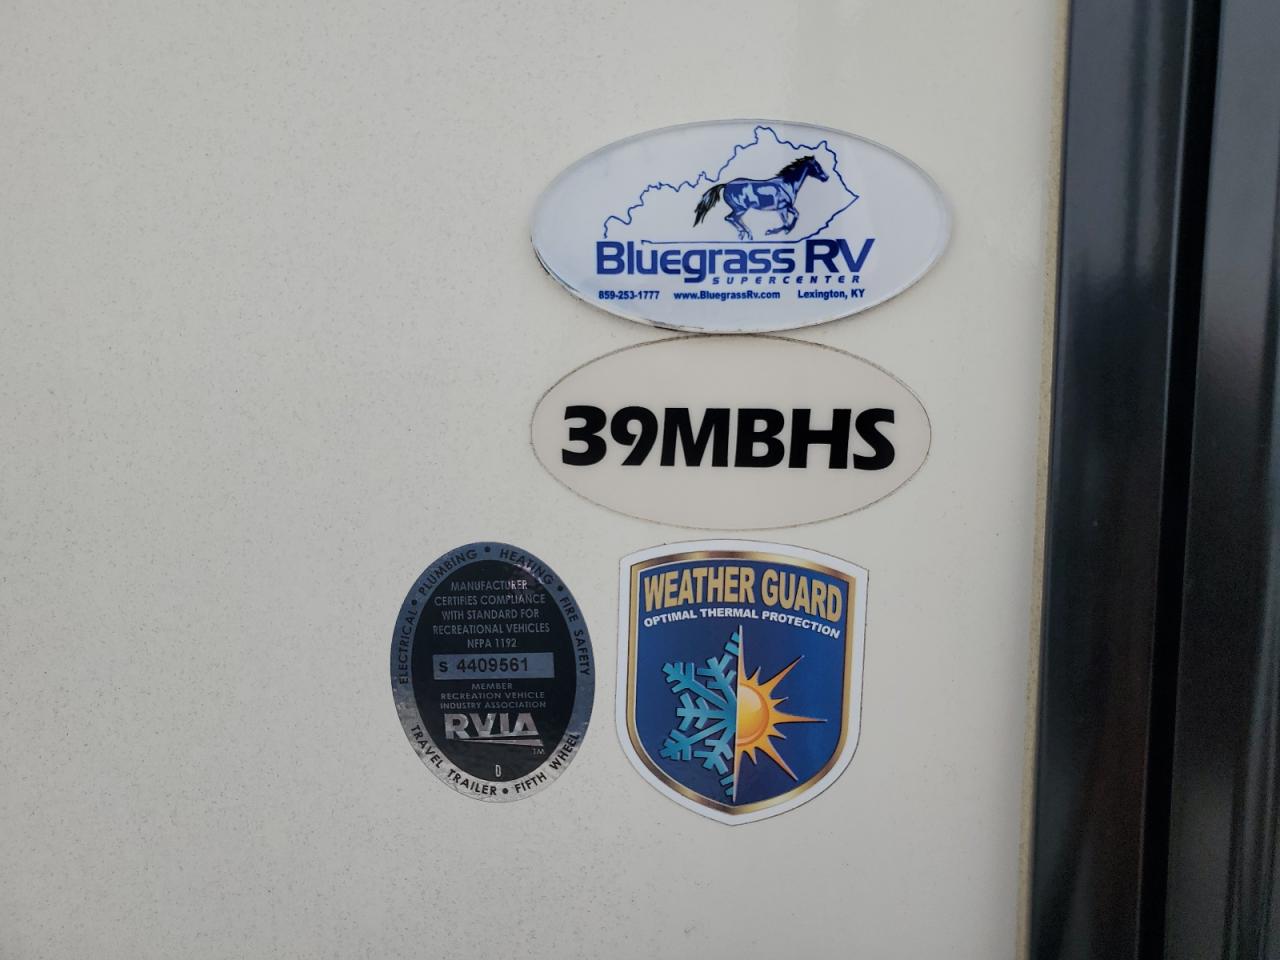 Bluegrass RV
SUPERCENTER
859-253-1777 www.BluegrassRv.com Lexington, KY
39MBHS
ELECTRICAL • PLUMBING • HEATING • FIRE SAFETY
MANUFACTURER
CERTIFIES COMPLIANCE
WITH STANDARD FOR
RECREATIONAL VEHICLES
NFPA 1192
S 4409561
MEMBER
RECREATION VEHICLE
INDUSTRY ASSOCIATION
RVIA
TM
D
TRAVEL TRAILER • FIFTH WHEEL
WEATHER GUARD
OPTIMAL THERMAL PROTECTION